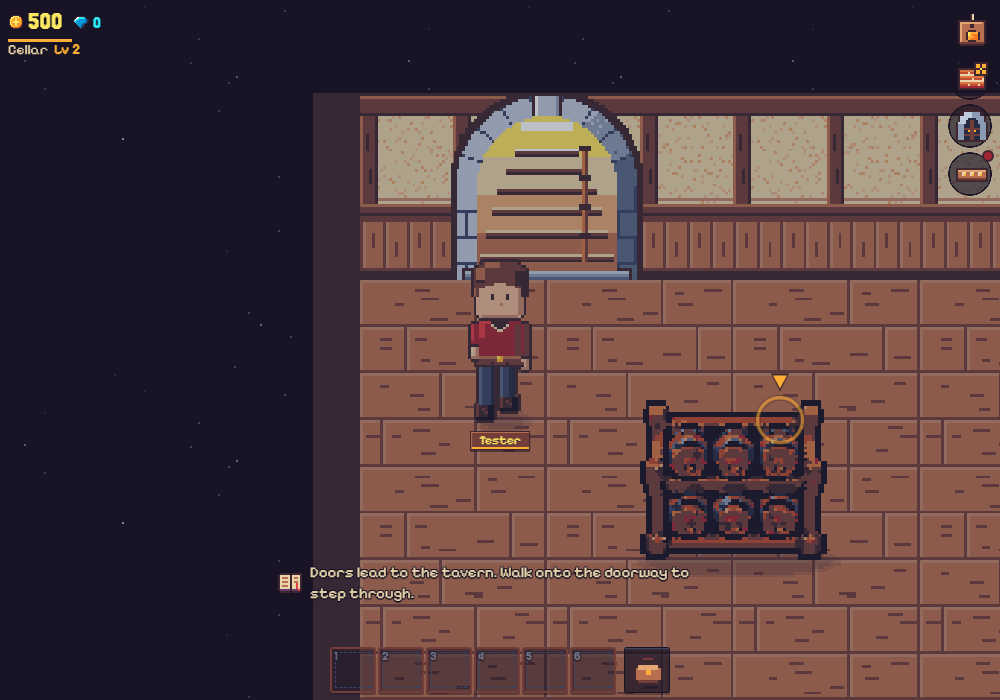 500 0
Cellar Lv 2
Tester
Doors lead to the tavern. Walk onto the doorway to
step through.
1 2 3 4 5 6